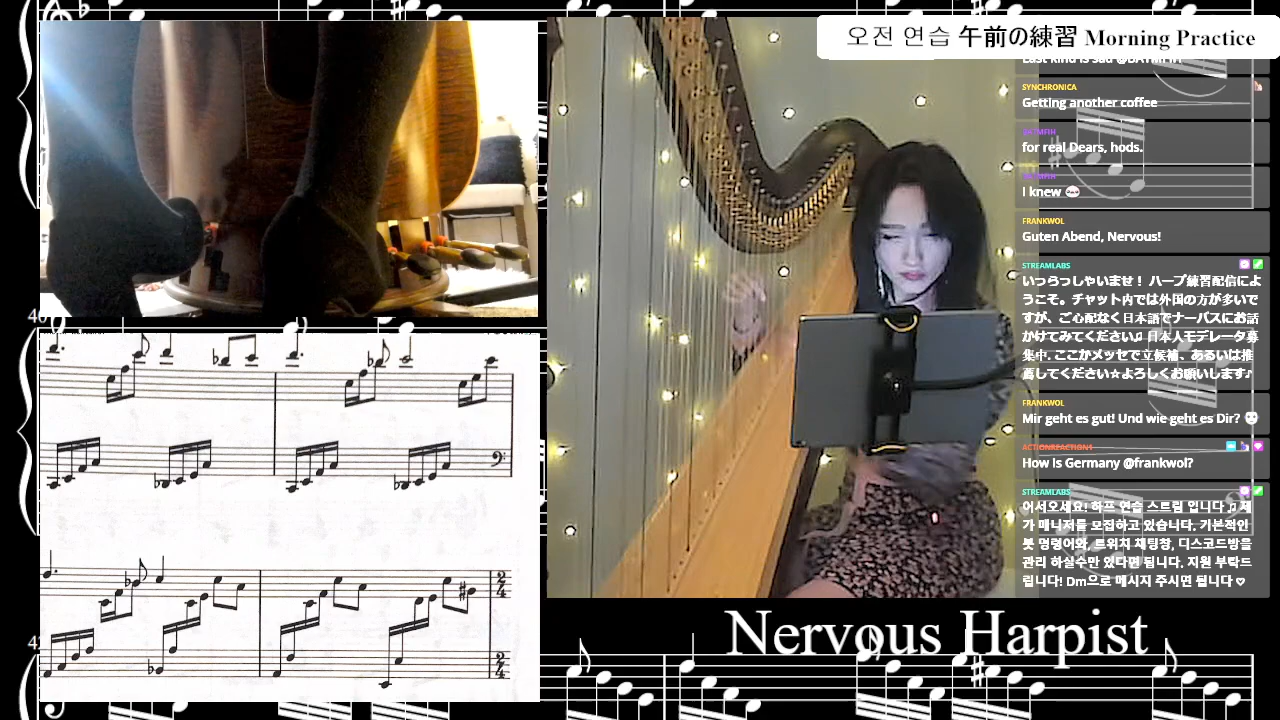 오전 연습 午前の練習 Morning Practice
Last kind is sad @DATMFIH
SYNCHRONICA
Getting another coffee
DATMFIH
for real Dears, hods.
DATMFIH
I knew
FRANKWOL
Guten Abend, Nervous!
STREAMLABS
いらっしゃいませ！ ハープ練習配信によ
うこそ。チャット内では外国の方が多いで
すが、ご心配なく日本語でナーバスにお話
かけてみてください♫ 日本人モデレータ募
集中. ここかメッセで立候補、あるいは推
薦してください☆よろしくお願いします♪
FRANKWOL
Mir geht es gut! Und wie geht es Dir?
ACTIONREACTION1
How is Germany @frankwol?
STREAMLABS
어서오세요! 하프 연습 스트림 입니다♫ 제
가 매니저를 모집하고 있습니다. 기본적인
봇 명령어와, 트위치 채팅창, 디스코드방을
관리 하실수만 있다면 됩니다. 지원 부탁드
립니다! Dm으로 메시지 주시면 됩니다 ♡
Nervous Harpist